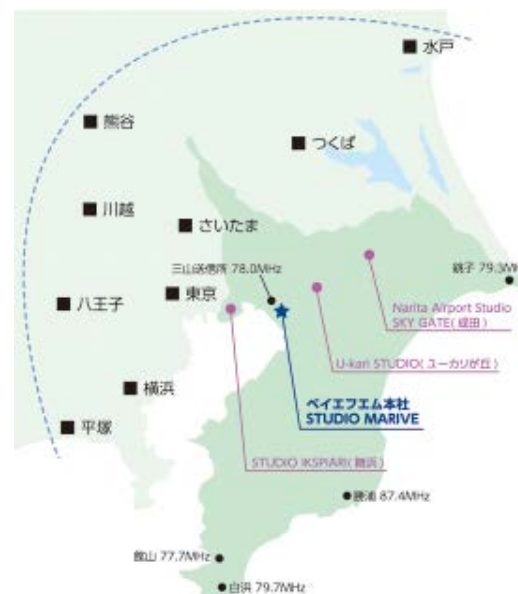 水戸
熊谷
つくば
川越
さいたま
三山送信所 78.0MHz
銚子 79.3MH
東京
八王子
Narita Airport Studio
SKY GATE(成田)
U-kari STUDIO(ユーカリが丘)
横浜
ベイエフエム本社
STUDIO MARIVE
平塚
STUDIO IKSPIARI(舞浜)
勝浦 87.4MHz
館山 77.7MHz
白浜 79.7MHz